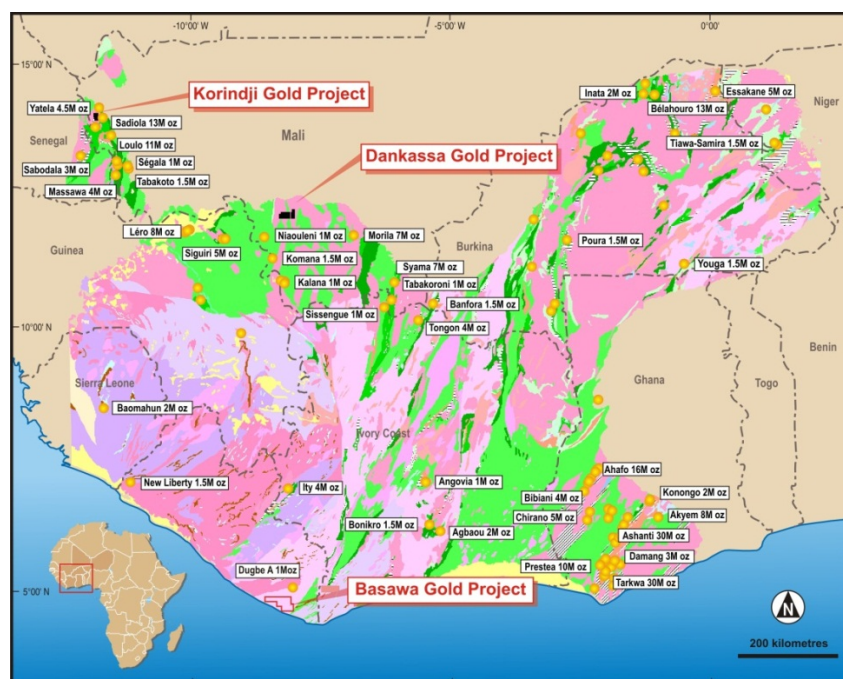 -10°00' W
-5°00' W
0°00'
15°00' N
Yatela 4.5M oz
Korindji Gold Project
Inata 2M oz
Essakane 5M oz
Niger
Bélahouro 13M oz
Sadiola 13M oz
Mali
Senegal
Loulo 11M oz
Tiawa-Samira 1.5M oz
Sabodala 3M oz
Ségala 1M oz
Dankassa Gold Project
Massawa 4M oz
Tabakoto 1.5M oz
Léro 8M oz
Niaouleni 1M oz
Morila 7M oz
Burkina
Poura 1.5M oz
Guinea
Siguiri 5M oz
Komana 1.5M oz
Syama 7M oz
Youga 1.5M oz
Kalana 1M oz
Tabakoroni 1M oz
Sissengue 1M oz
Banfora 1.5M oz
10°00' N
Tongon 4M oz
Benin
Ghana
Togo
Sierra Leone
Baomahun 2M oz
Ivory Coast
Ahafo 16M oz
New Liberty 1.5M oz
Ity 4M oz
Angovia 1M oz
Bibiani 4M oz
Konongo 2M oz
Chirano 5M oz
Akyem 8M oz
Bonikro 1.5M oz
Agbaou 2M oz
Ashanti 30M oz
Damang 3M oz
Dugbe A 1Moz
Prestea 10M oz
Tarkwa 30M oz
5°00' N
Basawa Gold Project
N
200 kilometres